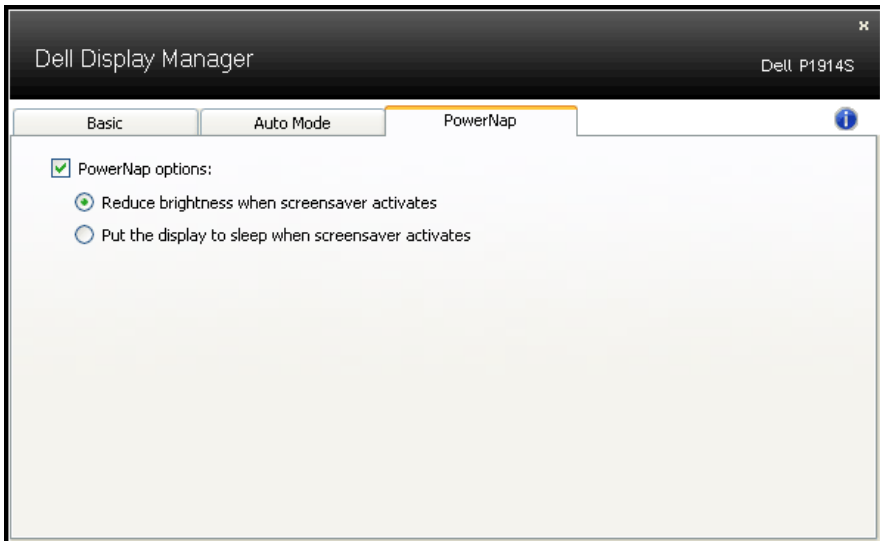 Dell Display Manager
Dell P1914S
Basic
Auto Mode
PowerNap
PowerNap options:
Reduce brightness when screensaver activates
Put the display to sleep when screensaver activates